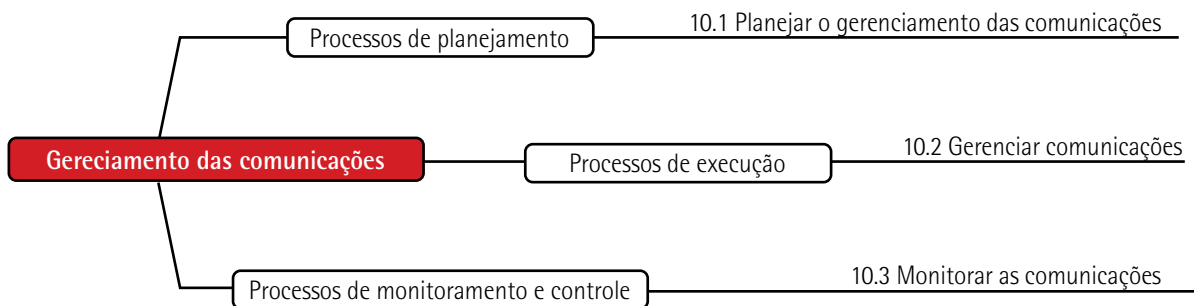 Processos de planejamento
10.1 Planejar o gerenciamento das comunicações
Gereciamento das comunicações
Processos de execução
10.2 Gerenciar comunicações
Processos de monitoramento e controle
10.3 Monitorar as comunicações